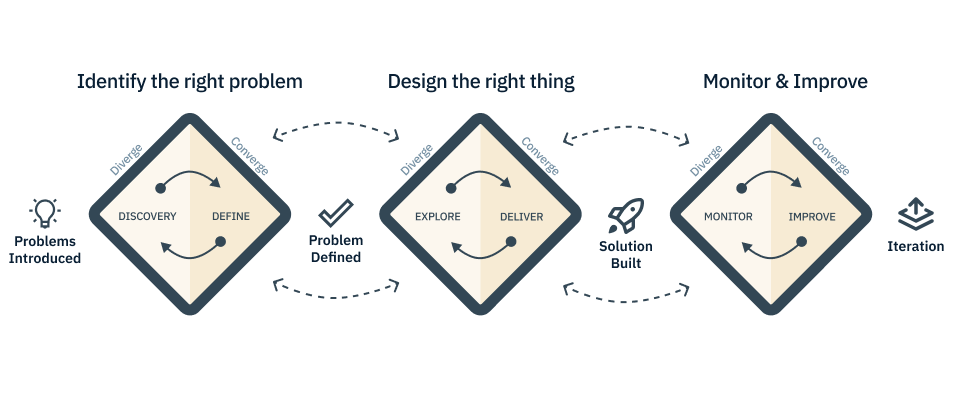 Identify the right problem
Design the right thing
Monitor & Improve
Diverge
Converge
Diverge
Converge
Diverge
Converge
Problems
Introduced
DISCOVERY
DEFINE
Problem
Defined
EXPLORE
DELIVER
Solution
Built
MONITOR
IMPROVE
Iteration